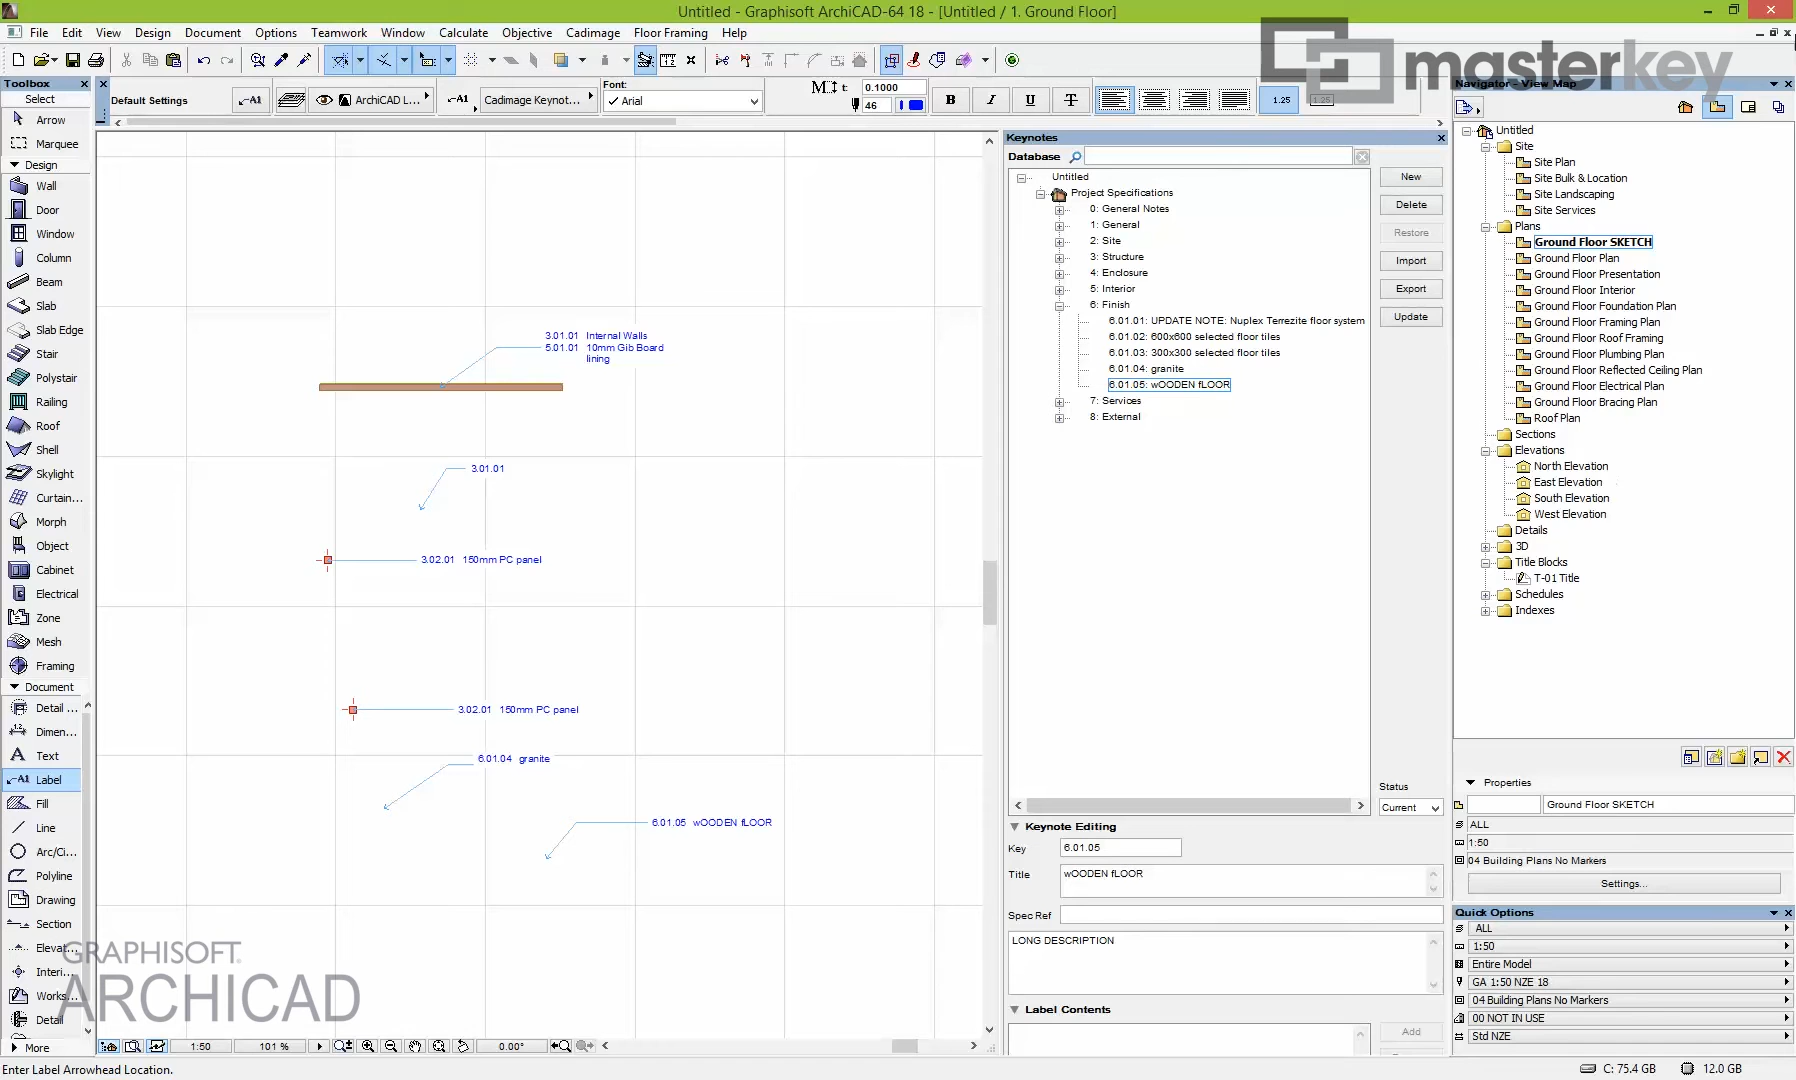 Untitled - Graphisoft ArchiCAD-64 18 - [Untitled / 1. Ground Floor]
File Edit View Design Document Options Teamwork Window Calculate Objective Cadimage Floor Framing Help
masterkey
Toolbox
Select
Arrow
Marquee
Design
Wall
Door
Window
Column
Beam
Slab
Slab Edge
Stair
Polystair
Railing
Roof
Shell
Skylight
Curtain...
Morph
Object
Cabinet
Electrical
Zone
Mesh
Framing
Document
Detail ...
Dimen...
Text
A1 Label
Fill
Line
Arc/Ci...
Polyline
Drawing
Section
Elevat...
Interi...
Works...
Detail
More
Default Settings
A1
ArchiCAD L...
A1
Cadimage Keynot...
Font:
Arial
M t: 0.1000
46
B I U T
1.25
1.25
3.01.01 Internal Walls
5.01.01 10mm Gib Board
lining
3.01.01
3.02.01 150mm PC panel
3.02.01 150mm PC panel
6.01.04 granite
6.01.05 wOODEN fLOOR
GRAPHISOFT
ARCHICAD
1:50
101 %
0.00°
Enter Label Arrowhead Location.
Keynotes
Database
Untitled
Project Specifications
0: General Notes
1: General
2: Site
3: Structure
4: Enclosure
5: Interior
6: Finish
6.01.01: UPDATE NOTE: Nuplex Terrezite floor system
6.01.02: 600x600 selected floor tiles
6.01.03: 300x300 selected floor tiles
6.01.04: granite
6.01.05: wOODEN fLOOR
7: Services
8: External
New
Delete
Restore
Import
Export
Update
Status
Current
Keynote Editing
Key 6.01.05
Title wOODEN fLOOR
Spec Ref
LONG DESCRIPTION
Label Contents
Add
Navigator - View Map
Untitled
Site
Site Plan
Site Bulk & Location
Site Landscaping
Site Services
Plans
Ground Floor SKETCH
Ground Floor Plan
Ground Floor Presentation
Ground Floor Interior
Ground Floor Foundation Plan
Ground Floor Framing Plan
Ground Floor Roof Framing
Ground Floor Plumbing Plan
Ground Floor Reflected Ceiling Plan
Ground Floor Electrical Plan
Ground Floor Bracing Plan
Roof Plan
Sections
Elevations
North Elevation
East Elevation
South Elevation
West Elevation
Details
3D
Title Blocks
T-01 Title
Schedules
Indexes
Properties
Ground Floor SKETCH
ALL
1:50
04 Building Plans No Markers
Settings...
Quick Options
ALL
1:50
Entire Model
GA 1:50 NZE 18
04 Building Plans No Markers
00 NOT IN USE
Std NZE
C: 75.4 GB
12.0 GB